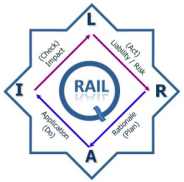 L
(Check)
Impact
(Act)
Liability / Risk
I
RAIL
Q
R
Application
(Do)
Rationale
(Plan)
A